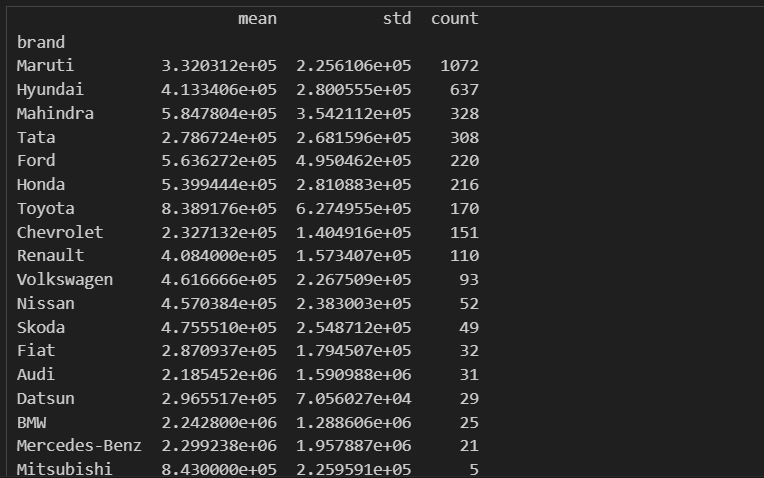 mean std count
brand
Maruti 3.320312e+05 2.256106e+05 1072
Hyundai 4.133406e+05 2.800555e+05 637
Mahindra 5.847804e+05 3.542112e+05 328
Tata 2.786724e+05 2.681596e+05 308
Ford 5.636272e+05 4.950462e+05 220
Honda 5.399444e+05 2.810883e+05 216
Toyota 8.389176e+05 6.274955e+05 170
Chevrolet 2.327132e+05 1.404916e+05 151
Renault 4.084000e+05 1.573407e+05 110
Volkswagen 4.616666e+05 2.267509e+05 93
Nissan 4.570384e+05 2.383003e+05 52
Skoda 4.755510e+05 2.548712e+05 49
Fiat 2.870937e+05 1.794507e+05 32
Audi 2.185452e+06 1.590988e+06 31
Datsun 2.965517e+05 7.056027e+04 29
BMW 2.242800e+06 1.288606e+06 25
Mercedes-Benz 2.299238e+06 1.957887e+06 21
Mitsubishi 8.430000e+05 2.259591e+05 5